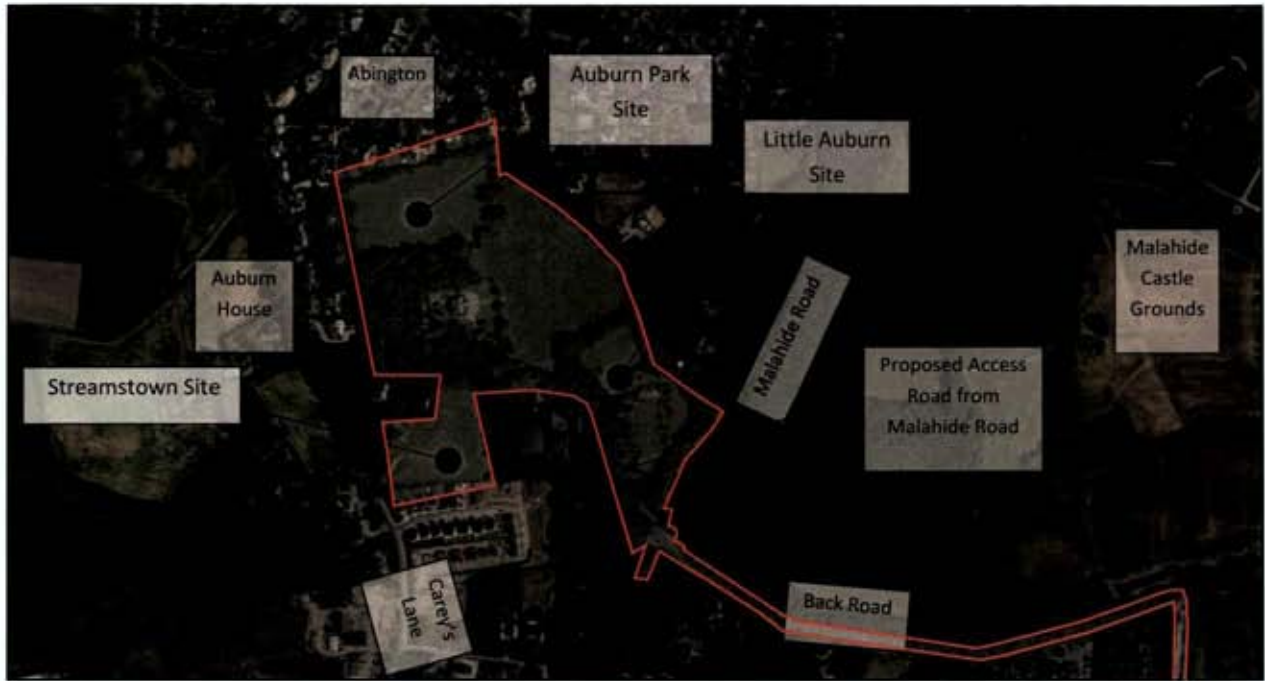 Abington
Auburn Park
Site
Little Auburn
Site
Malahide
Castle
Grounds
Auburn
House
Malahide Road
Streamstown Site
Proposed Access
Road from
Malahide Road
Carey's
Lane
Back Road